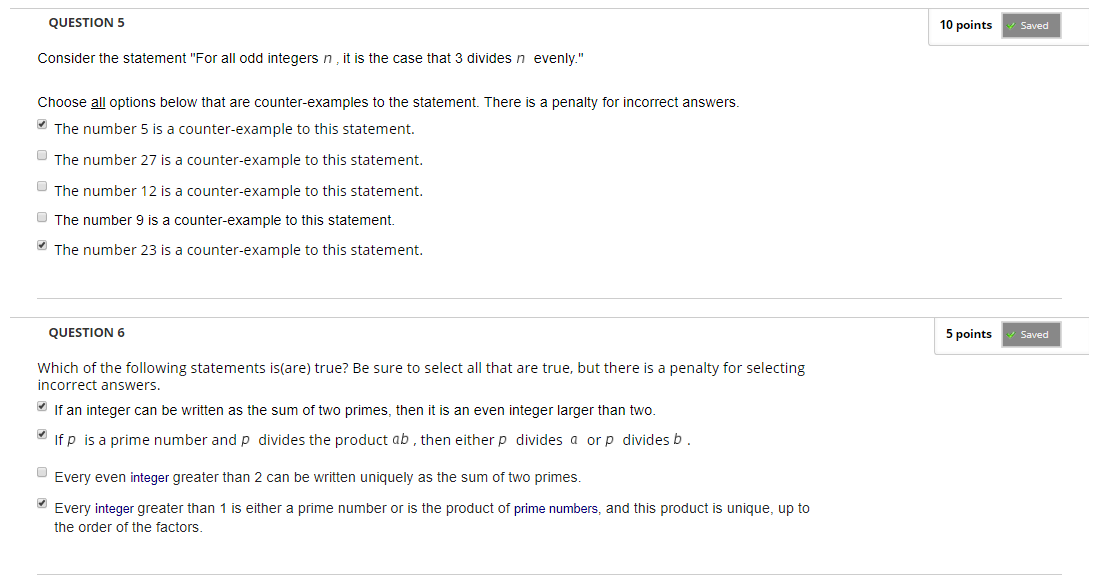 QUESTION 5
10 points
✓ Saved
Consider the statement "For all odd integers n , it is the case that 3 divides n evenly."
Choose all options below that are counter-examples to the statement. There is a penalty for incorrect answers.
The number 5 is a counter-example to this statement.
The number 27 is a counter-example to this statement.
The number 12 is a counter-example to this statement.
The number 9 is a counter-example to this statement.
The number 23 is a counter-example to this statement.
QUESTION 6
5 points
✓ Saved
Which of the following statements is(are) true? Be sure to select all that are true, but there is a penalty for selecting
incorrect answers.
If an integer can be written as the sum of two primes, then it is an even integer larger than two.
If p is a prime number and p divides the product ab , then either p divides a or p divides b .
Every even integer greater than 2 can be written uniquely as the sum of two primes.
Every integer greater than 1 is either a prime number or is the product of prime numbers, and this product is unique, up to
the order of the factors.